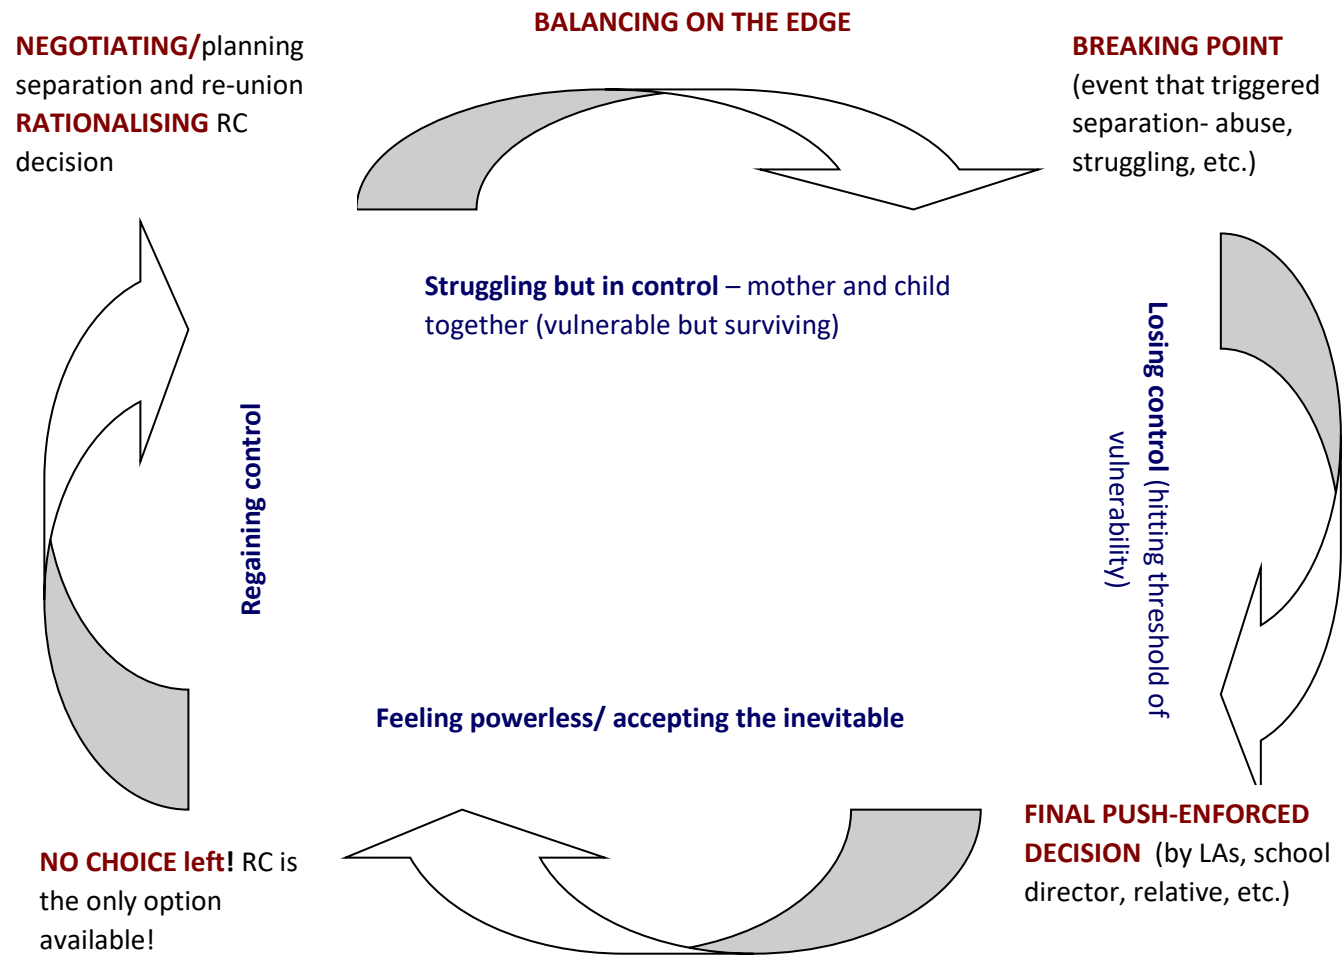 BALANCING ON THE EDGE
NEGOTIATING/planning
separation and re-union
RATIONALISING RC
decision
BREAKING POINT
(event that triggered
separation- abuse,
struggling, etc.)
Struggling but in control – mother and child
together (vulnerable but surviving)
Losing control (hitting threshold of
vulnerability)
Regaining control
Feeling powerless/ accepting the inevitable
FINAL PUSH-ENFORCED
DECISION (by LAs, school
director, relative, etc.)
NO CHOICE left! RC is
the only option
available!